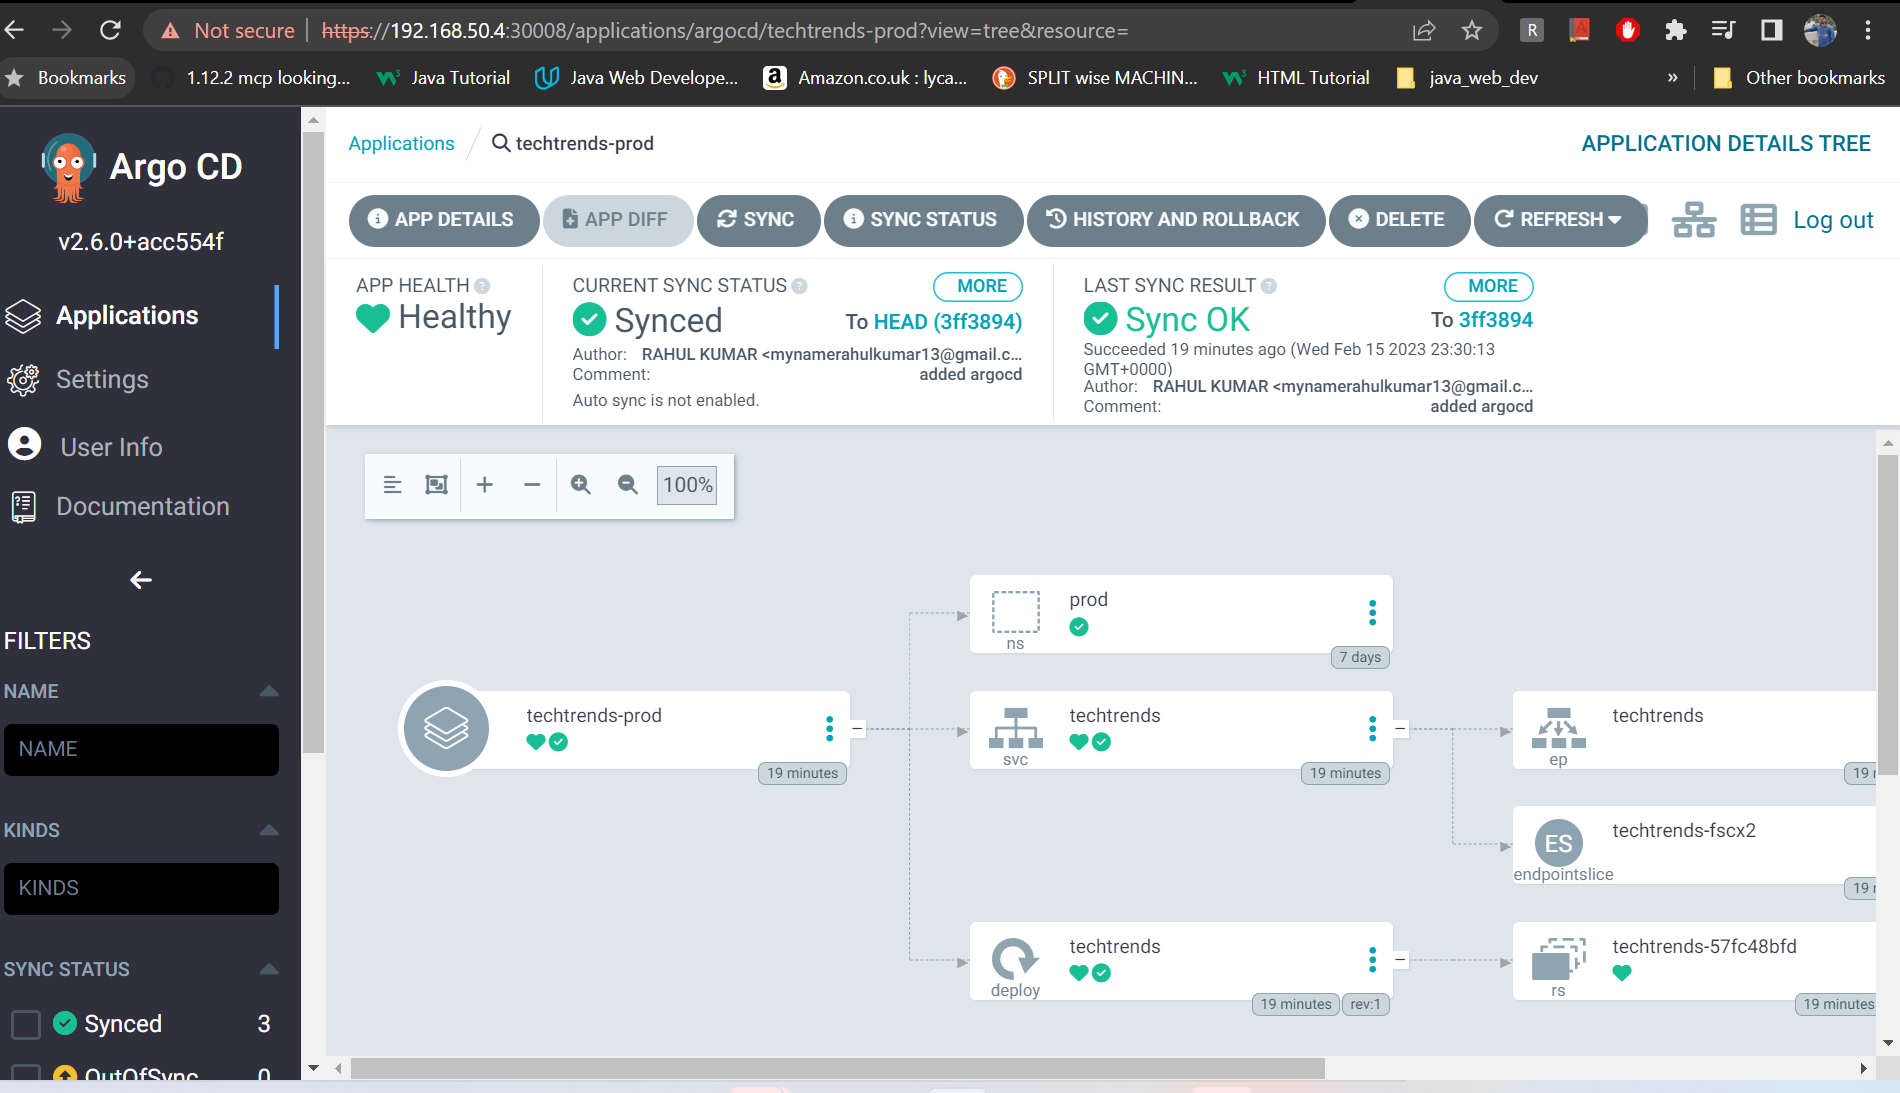 Not secure https://192.168.50.4:30008/applications/argocd/techtrends-prod?view=tree&resource= R A
Bookmarks 1.12.2 mcp looking... Java Tutorial Java Web Develope... a Amazon.co.uk : lyca... SPLIT wise MACHIN... HTML Tutorial java_web_dev » Other bookmarks
Argo CD
v2.6.0+acc554f
Applications
Settings
User Info
Documentation
FILTERS
NAME
NAME
KINDS
KINDS
SYNC STATUS
Synced 3
OutOfSync 0
Applications / techtrends-prod APPLICATION DETAILS TREE
APP DETAILS APP DIFF SYNC SYNC STATUS HISTORY AND ROLLBACK DELETE REFRESH Log out
APP HEALTH ?
Healthy
CURRENT SYNC STATUS ? MORE
Synced To HEAD (3ff3894)
Author: RAHUL KUMAR <mynamerahulkumar13@gmail.c...
Comment: added argocd
Auto sync is not enabled.
LAST SYNC RESULT ? MORE
Sync OK To 3ff3894
Succeeded 19 minutes ago (Wed Feb 15 2023 23:30:13
GMT+0000)
Author: RAHUL KUMAR <mynamerahulkumar13@gmail.c...
Comment: added argocd
100%
techtrends-prod
19 minutes
prod
ns
7 days
techtrends
svc
19 minutes
techtrends
deploy
19 minutes rev:1
techtrends
ep
19
ES techtrends-fscx2
endpointslice
19
techtrends-57fc48bfd
rs
19 minutes